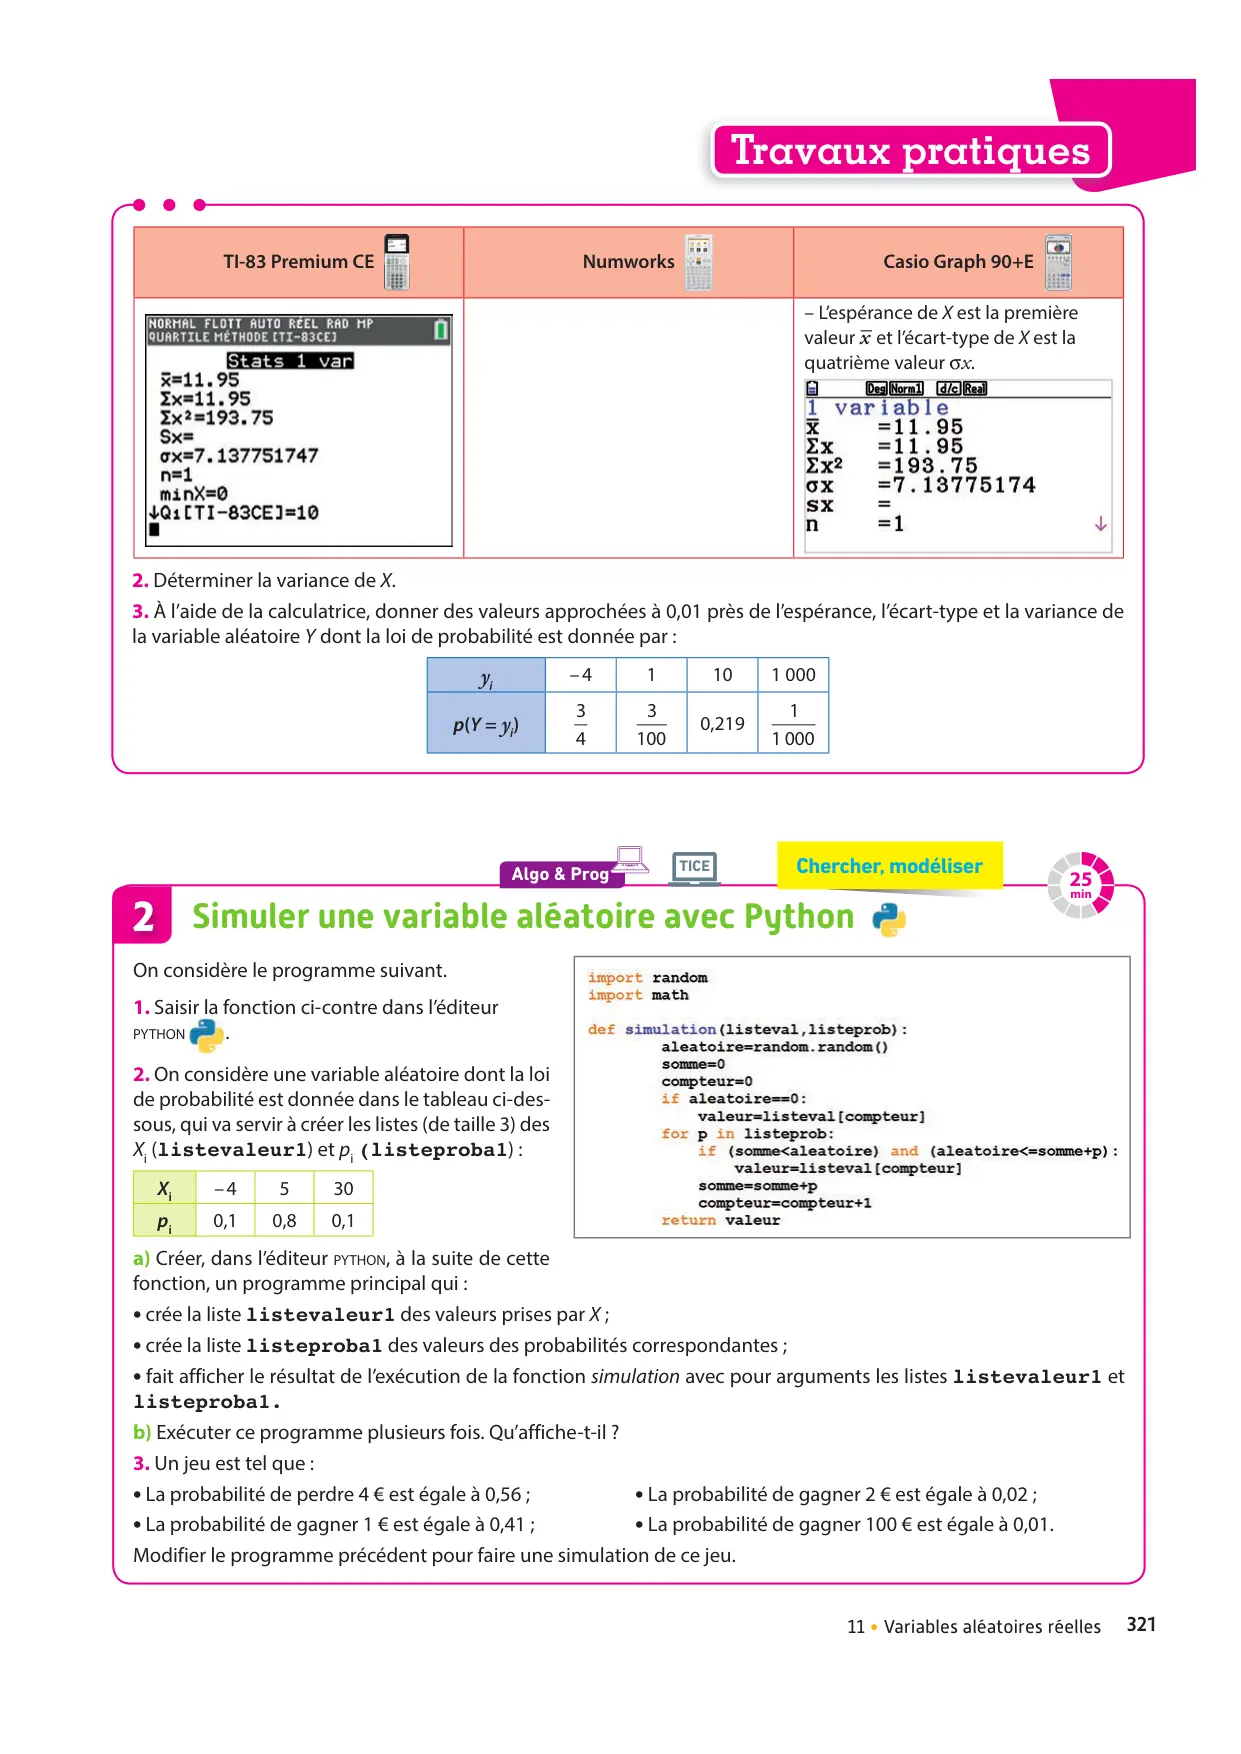 Travaux pratiques
TI-83 Premium CE
Numworks
Casio Graph 90+E
NORMAL FLOTT AUTO RÉEL RAD MP
QUARTILE MÉTHODE [TI-83CE]
Stats 1 var
x̅=11.95
Σx=11.95
Σx²=193.75
Sx=
σx=7.137751747
n=1
minX=0
↓Q₁[TI-83CE]=10
– L’espérance de X est la première
valeur x̅ et l’écart-type de X est la
quatrième valeur σx.
Deg Norm1 d/c Real
1 variable
x̅ =11.95
Σx =11.95
Σx² =193.75
σx =7.13775174
sx =
n =1 ↓
2. Déterminer la variance de X.
3. À l’aide de la calculatrice, donner des valeurs approchées à 0,01 près de l’espérance, l’écart-type et la variance de
la variable aléatoire Y dont la loi de probabilité est donnée par :
yᵢ –4 1 10 1 000
p(Y = yᵢ) 3/4 3/100 0,219 1/1 000
Algo & Prog
TICE
Chercher, modéliser
25
min
2 Simuler une variable aléatoire avec Python
On considère le programme suivant.
1. Saisir la fonction ci-contre dans l’éditeur
PYTHON .
2. On considère une variable aléatoire dont la loi
de probabilité est donnée dans le tableau ci-des-
sous, qui va servir à créer les listes (de taille 3) des
Xᵢ (listevaleur1) et pᵢ (listeproba1) :
Xᵢ –4 5 30
pᵢ 0,1 0,8 0,1
import random
import math
def simulation(listeval,listeprob):
aleatoire=random.random()
somme=0
compteur=0
if aleatoire==0:
valeur=listeval[compteur]
for p in listeprob:
if (somme<aleatoire) and (aleatoire<=somme+p):
valeur=listeval[compteur]
somme=somme+p
compteur=compteur+1
return valeur
a) Créer, dans l’éditeur PYTHON, à la suite de cette
fonction, un programme principal qui :
• crée la liste listevaleur1 des valeurs prises par X ;
• crée la liste listeproba1 des valeurs des probabilités correspondantes ;
• fait afficher le résultat de l’exécution de la fonction simulation avec pour arguments les listes listevaleur1 et
listeproba1.
b) Exécuter ce programme plusieurs fois. Qu’affiche-t-il ?
3. Un jeu est tel que :
• La probabilité de perdre 4 € est égale à 0,56 ; • La probabilité de gagner 2 € est égale à 0,02 ;
• La probabilité de gagner 1 € est égale à 0,41 ; • La probabilité de gagner 100 € est égale à 0,01.
Modifier le programme précédent pour faire une simulation de ce jeu.
11 • Variables aléatoires réelles 321